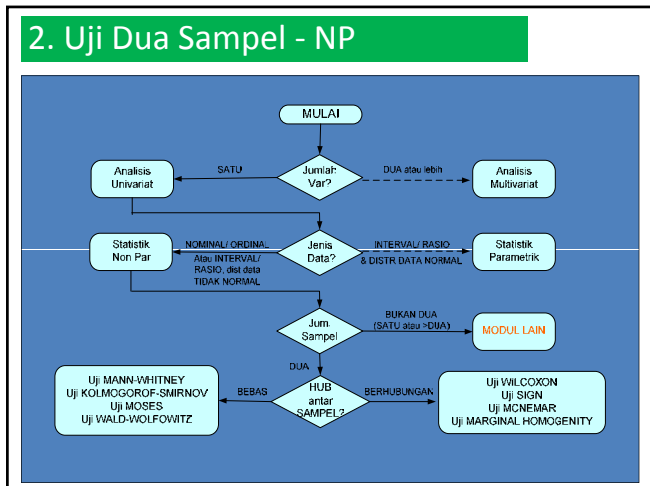 2. Uji Dua Sampel - NP
MULAI
Analisis
Univariat
SATU
Jumlah
Var?
DUA atau lebih
Analisis
Multivariat
Statistik
Non Par
NOMINAL/ ORDINAL
Atau INTERVAL/
RASIO, dist data
TIDAK NORMAL
Jenis
Data?
INTERVAL/ RASIO
& DISTR DATA NORMAL
Statistik
Parametrik
Jum.
Sampel
BUKAN DUA
(SATU atau >DUA)
MODUL LAIN
DUA
Uji MANN-WHITNEY
Uji KOLMOGOROF-SMIRNOV
Uji MOSES
Uji WALD-WOLFOWITZ
BEBAS
HUB
antar
SAMPEL?
BERHUBUNGAN
Uji WILCOXON
Uji SIGN
Uji MCNEMAR
Uji MARGINAL HOMOGENITY